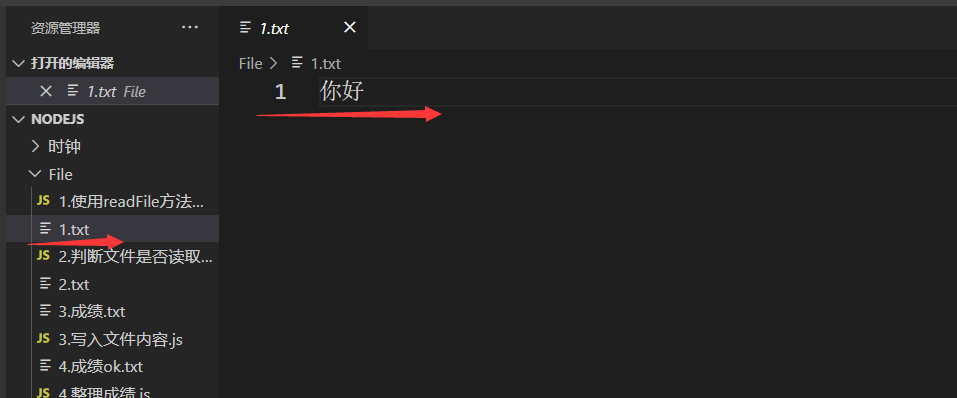 资源管理器 ···
打开的编辑器
1.txt File
NODEJS
时钟
File
JS 1.使用readFile方法...
1.txt
JS 2.判断文件是否读取...
2.txt
3.成绩.txt
JS 3.写入文件内容.js
4.成绩ok.txt
JS 4.整理成绩.js
1.txt
File > 1.txt
1 你好